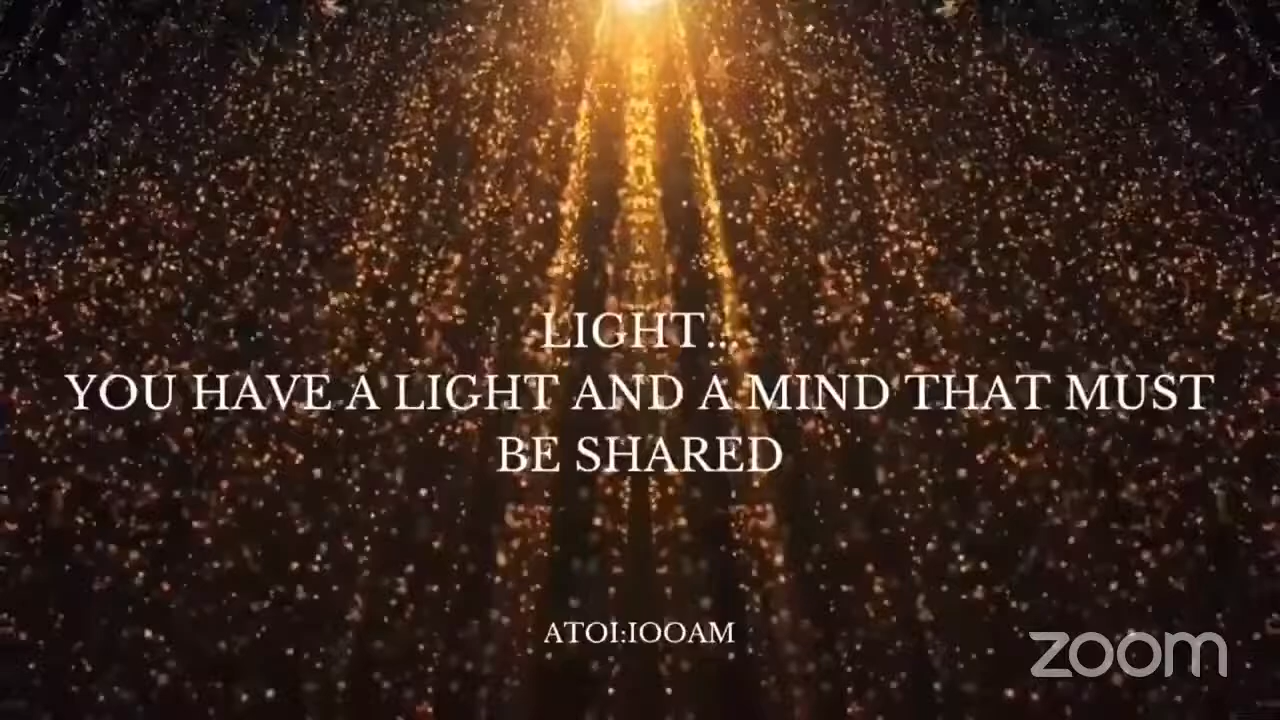 LIGHT...
YOU HAVE A LIGHT AND A MIND THAT MUST
BE SHARED
ATOI:IOOAM
zoom